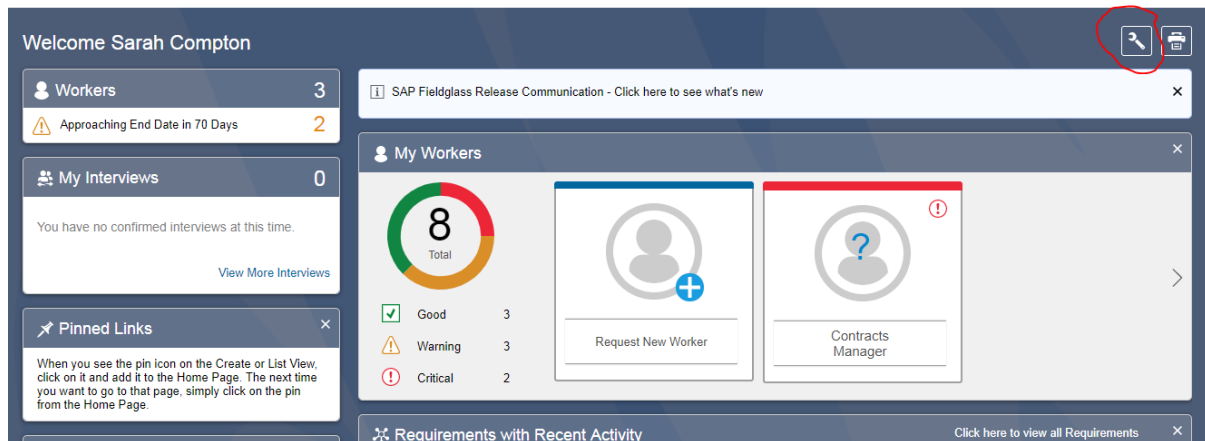 Welcome Sarah Compton
Workers 3
Approaching End Date in 70 Days 2
My Interviews 0
You have no confirmed interviews at this time.
View More Interviews
Pinned Links
When you see the pin icon on the Create or List View,
click on it and add it to the Home Page. The next time
you want to go to that page, simply click on the pin
from the Home Page.
SAP Fieldglass Release Communication - Click here to see what's new
My Workers
8
Total
Good 3
Warning 3
Critical 2
Request New Worker
?
Contracts
Manager
Requirements with Recent Activity
Click here to view all Requirements